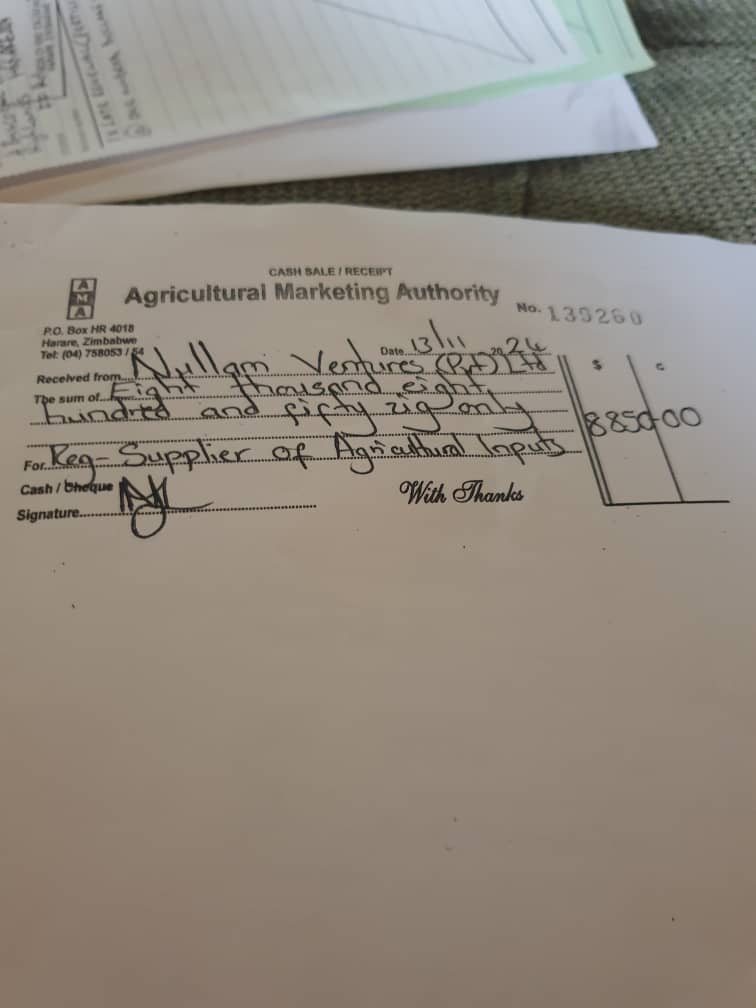 CASH SALE / RECEIPT
AMA
Agricultural Marketing Authority
No. 139260
P.O. Box HR 4018
Harare, Zimbabwe
Tel: (04) 758053 / 54
Date 13/11 2024
Received from Nullami Ventures (Pvt) Ltd
The sum of Eight thousand eight
hundred and fifty zig only
$ c
8850-00
For Reg-Supplier of Agricultural Inputs
Cash / Cheque
With Thanks
Signature